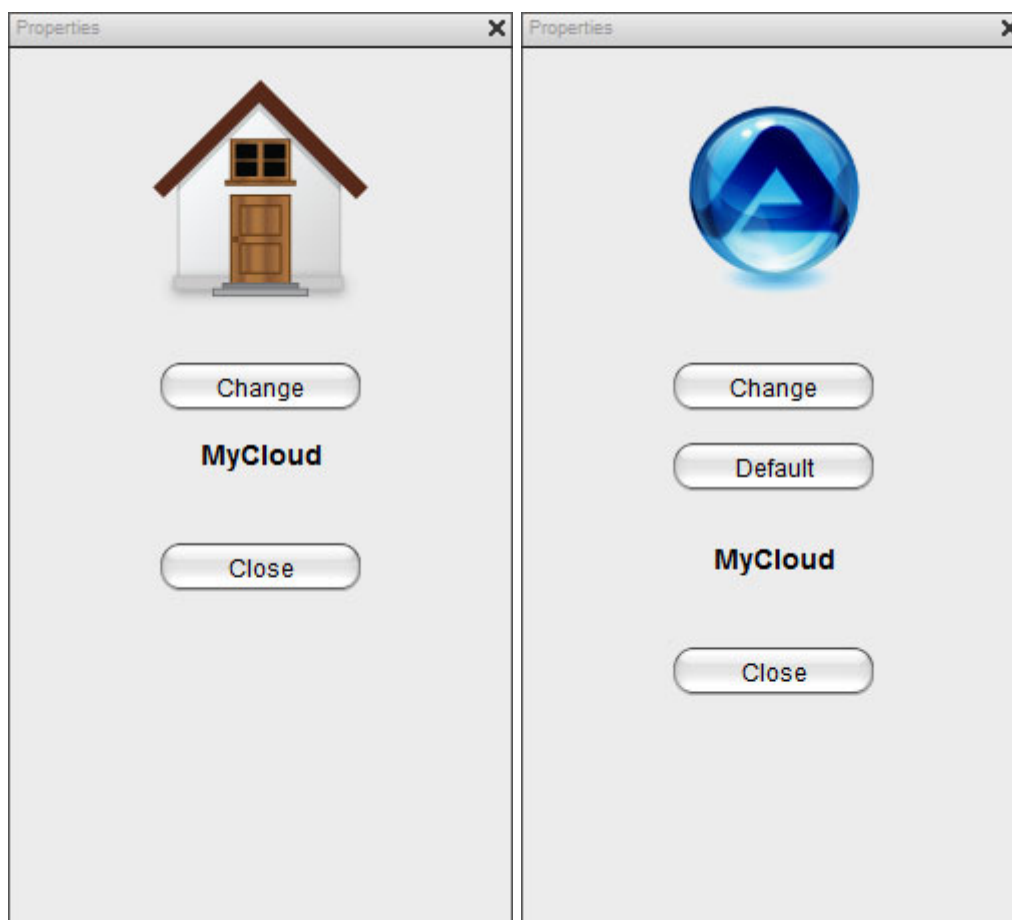 Properties
Change
MyCloud
Close
Properties
Change
Default
MyCloud
Close